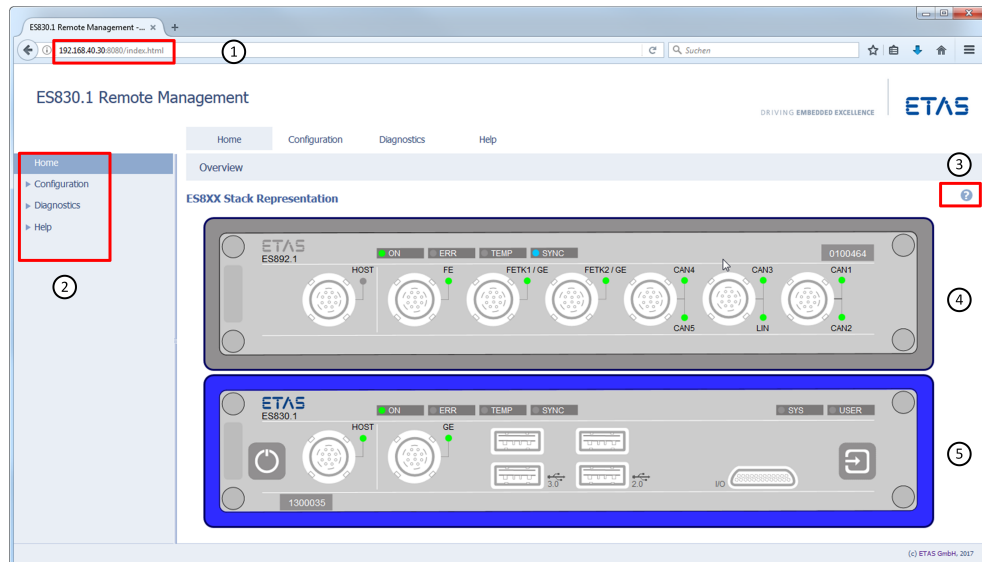 ES830.1 Remote Management -... × +
192.168.40.30:8080/index.html
1
Suchen
ES830.1 Remote Management
DRIVING EMBEDDED EXCELLENCE
ETAS
Home Configuration Diagnostics Help
Home
Configuration
Diagnostics
Help
2
Overview
3
ES8XX Stack Representation
?
ETAS
ES892.1
ON ERR TEMP SYNC
0100464
HOST FE FETK1 / GE FETK2 / GE CAN4 CAN3 CAN1
CAN5 LIN CAN2
4
ETAS
ES830.1
ON ERR TEMP SYNC SYS USER
HOST GE
3.0 2.0 I/O
1300035
5
(c) ETAS GmbH, 2017